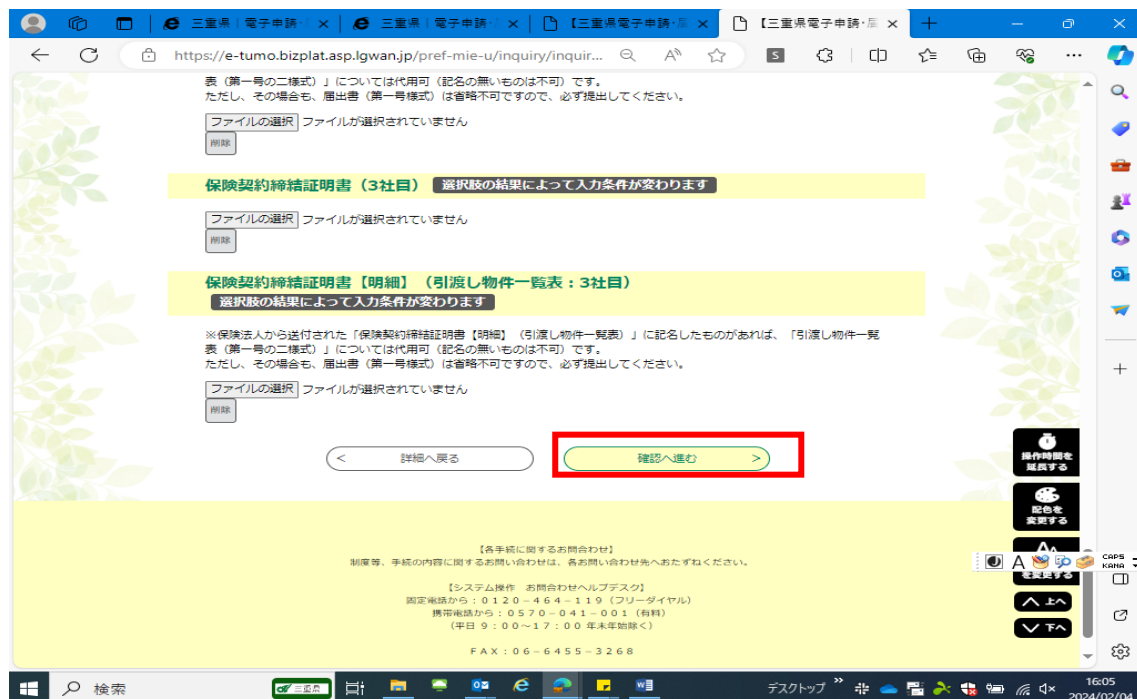 三重県｜電子申請・
三重県｜電子申請・
【三重県電子申請・届
【三重県電子申請・届
https://e-tumo.bizplat.asp.lgwan.jp/pref-mie-u/inquiry/inquir...
表（第一号の二様式）」については代用可（記名の無いものは不可）です。
ただし、その場合も、届出書（第一号様式）は省略不可ですので、必ず提出してください。
ファイルの選択 ファイルが選択されていません
削除
保険契約締結証明書（3社目） 選択肢の結果によって入力条件が変わります
ファイルの選択 ファイルが選択されていません
削除
保険契約締結証明書【明細】（引渡し物件一覧表：3社目）
選択肢の結果によって入力条件が変わります
※保険法人から送付された「保険契約締結証明書【明細】（引渡し物件一覧表）」に記名したものがあれば、「引渡し物件一覧
表（第一号の二様式）」については代用可（記名の無いものは不可）です。
ただし、その場合も、届出書（第一号様式）は省略不可ですので、必ず提出してください。
ファイルの選択 ファイルが選択されていません
削除
< 詳細へ戻る
確認へ進む >
操作時間を
延長する
配色を
変更する
を変更する
へ 上へ
下へ
【各手続に関するお問合わせ】
制度等、手続の内容に関するお問い合わせは、各お問い合わせ先へおたずねください。
【システム操作　お問合わせヘルプデスク】
固定電話から：０１２０－４６４－１１９（フリーダイヤル）
携帯電話から：０５７０－０４１－００１（有料）
（平日 ９：００～１７：００ 年末年始除く）
ＦＡＸ：０６－６４５５－３２６８
A
CAPS
KANA
検索
三重県
デスクトップ
16:05
2024/02/04